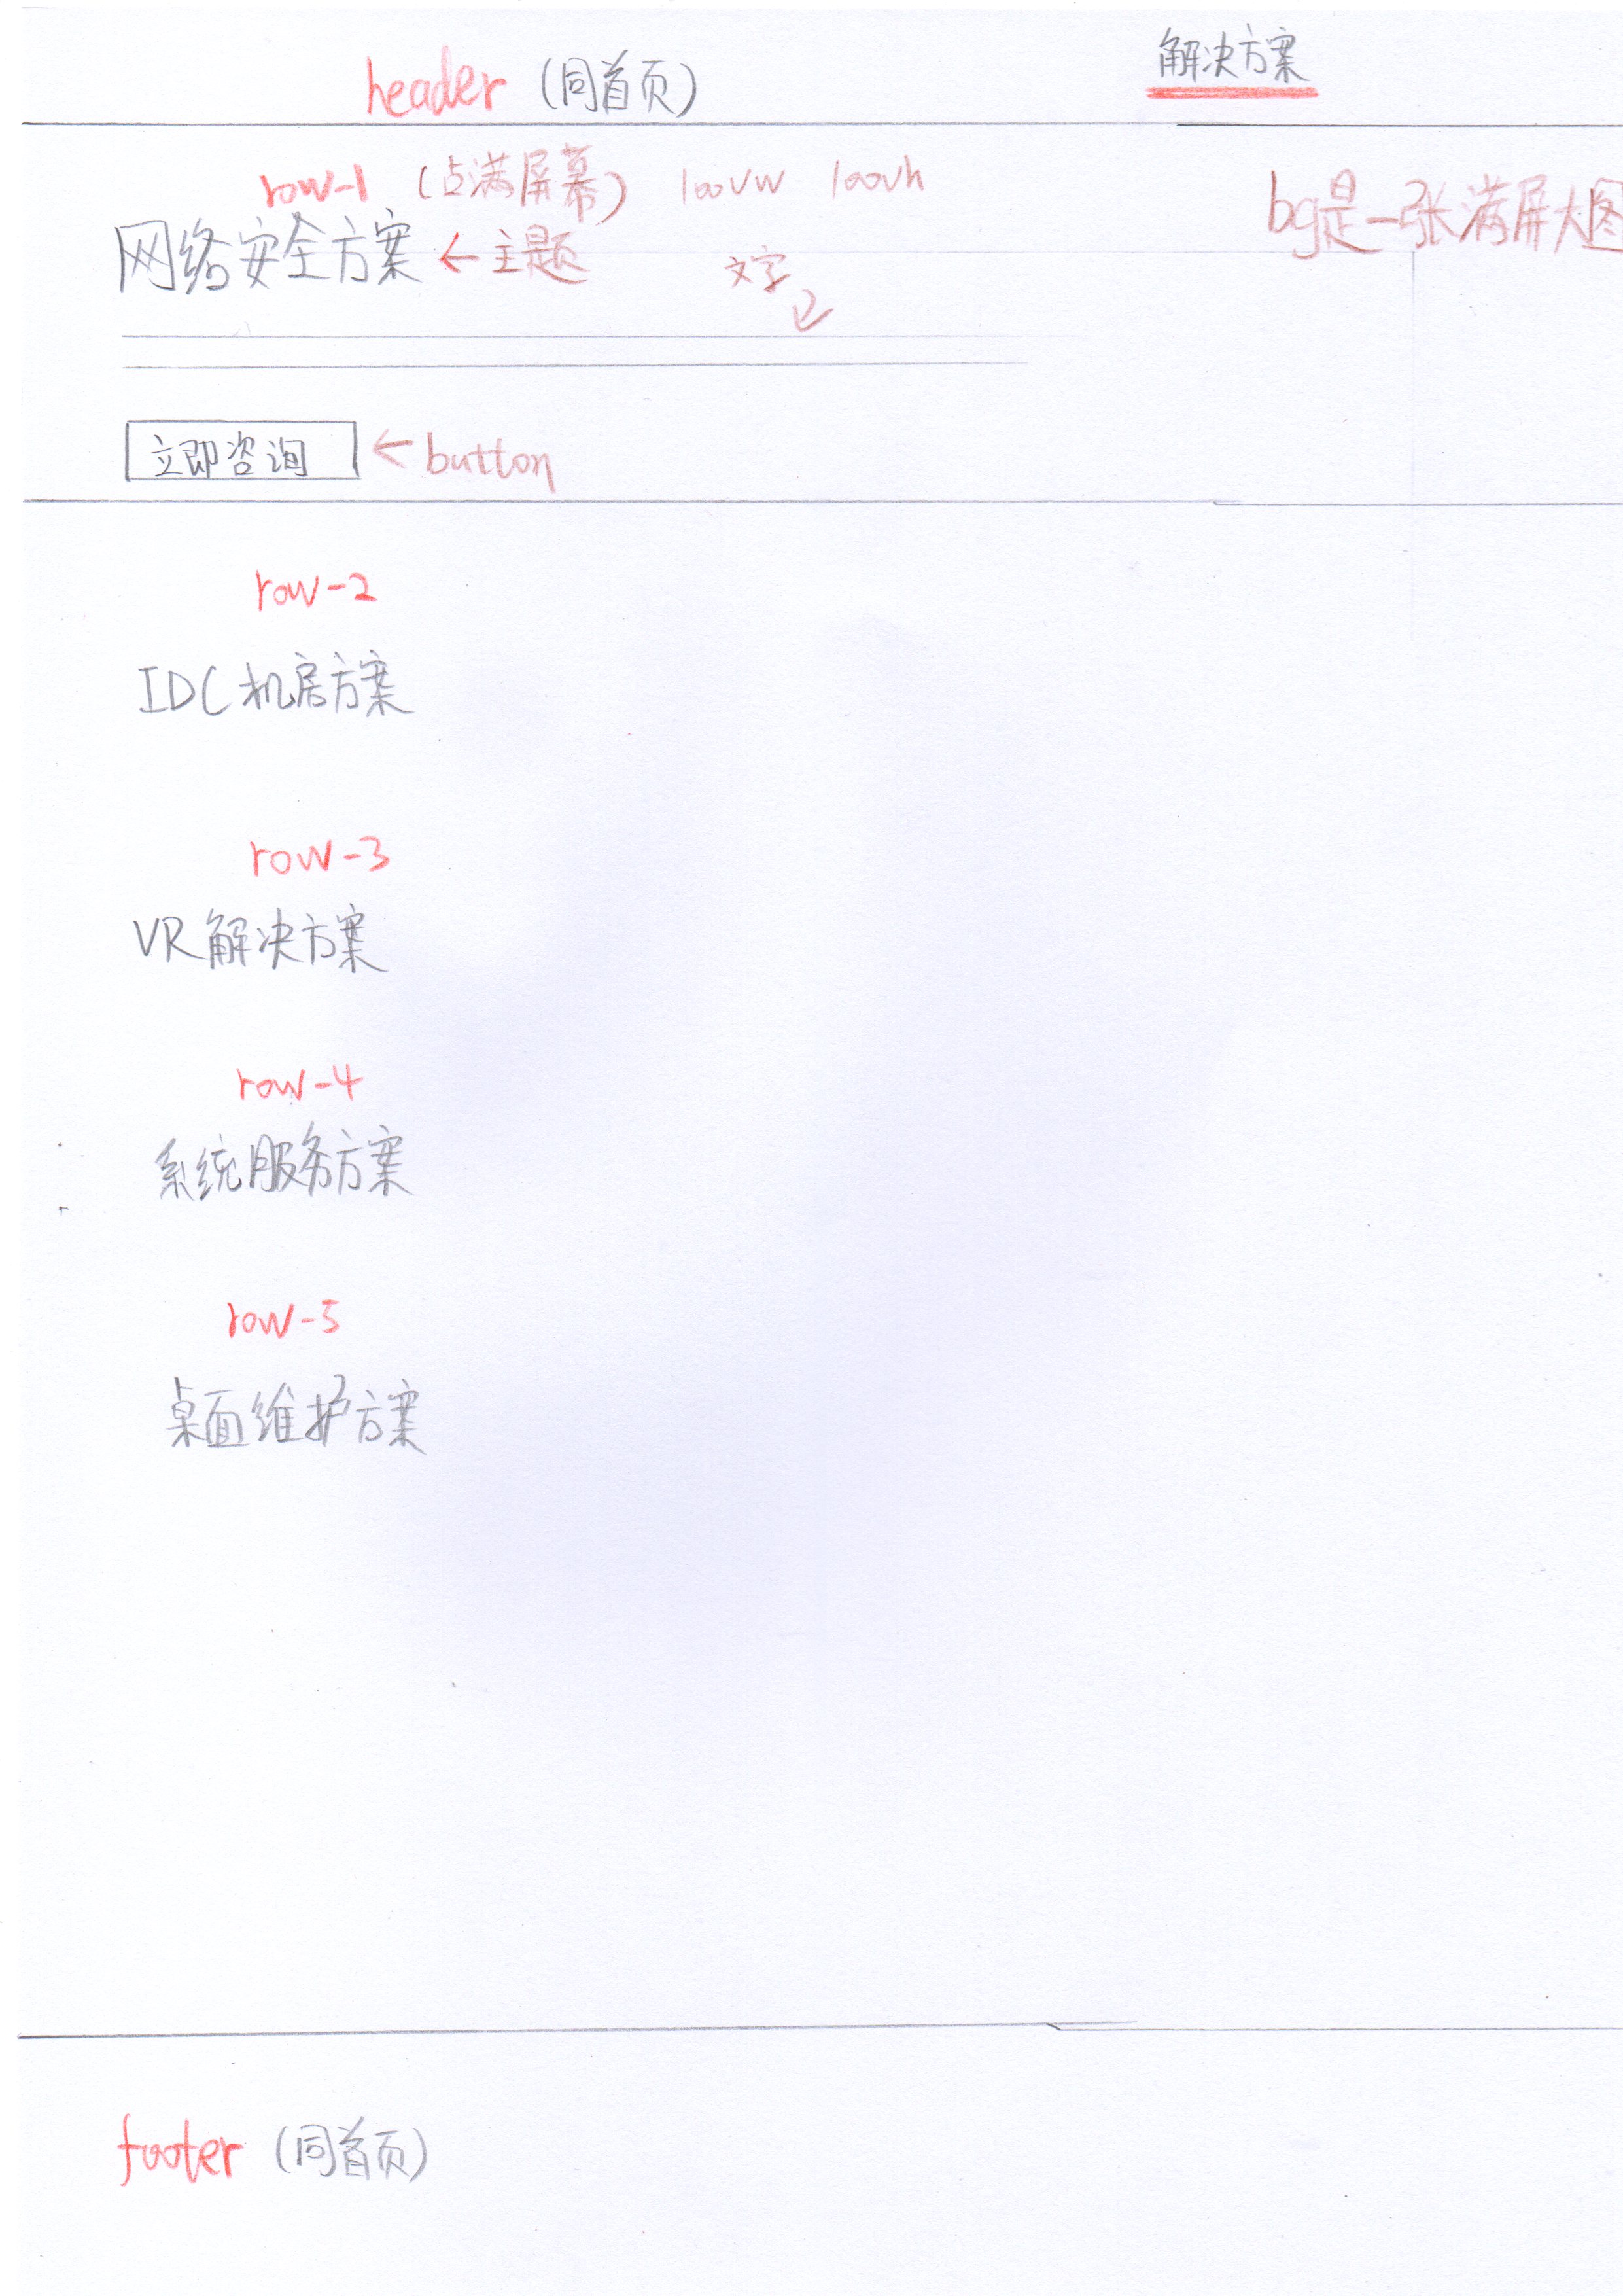 header (同首页)
解决方案
row-1 (占满屏幕) 100vw 100vh
bg是一张满屏大图
网络安全方案 ← 主题
文字
立即咨询 ← button
row-2
IDC机房方案
row-3
VR解决方案
row-4
系统服务方案
row-5
桌面维护方案
footer (同首页)